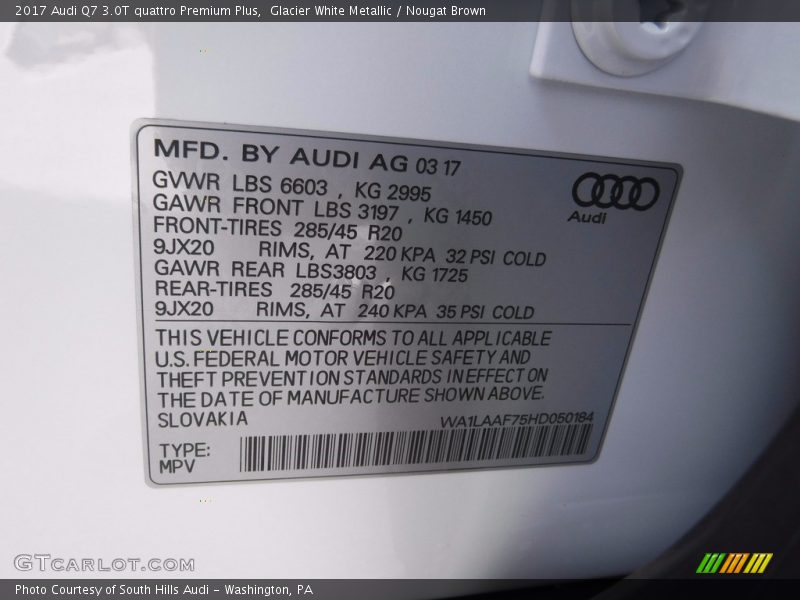 2017 Audi Q7 3.0T quattro Premium Plus,  Glacier White Metallic / Nougat Brown
MFD. BY AUDI AG 03 17
GVWR LBS 6603 , KG 2995
GAWR FRONT LBS 3197 , KG 1450
FRONT-TIRES 285/45 R20
9JX20 RIMS, AT 220 KPA 32 PSI COLD
GAWR REAR LBS3803 , KG 1725
REAR-TIRES 285/45 R20
9JX20 RIMS, AT 240 KPA 35 PSI COLD
Audi
THIS VEHICLE CONFORMS TO ALL APPLICABLE
U.S. FEDERAL MOTOR VEHICLE SAFETY AND
THEFT PREVENTION STANDARDS IN EFFECT ON
THE DATE OF MANUFACTURE SHOWN ABOVE.
SLOVAKIA WA1LAAF75HD050184
TYPE:
MPV
GTCARLOT.COM
Photo Courtesy of South Hills Audi - Washington, PA